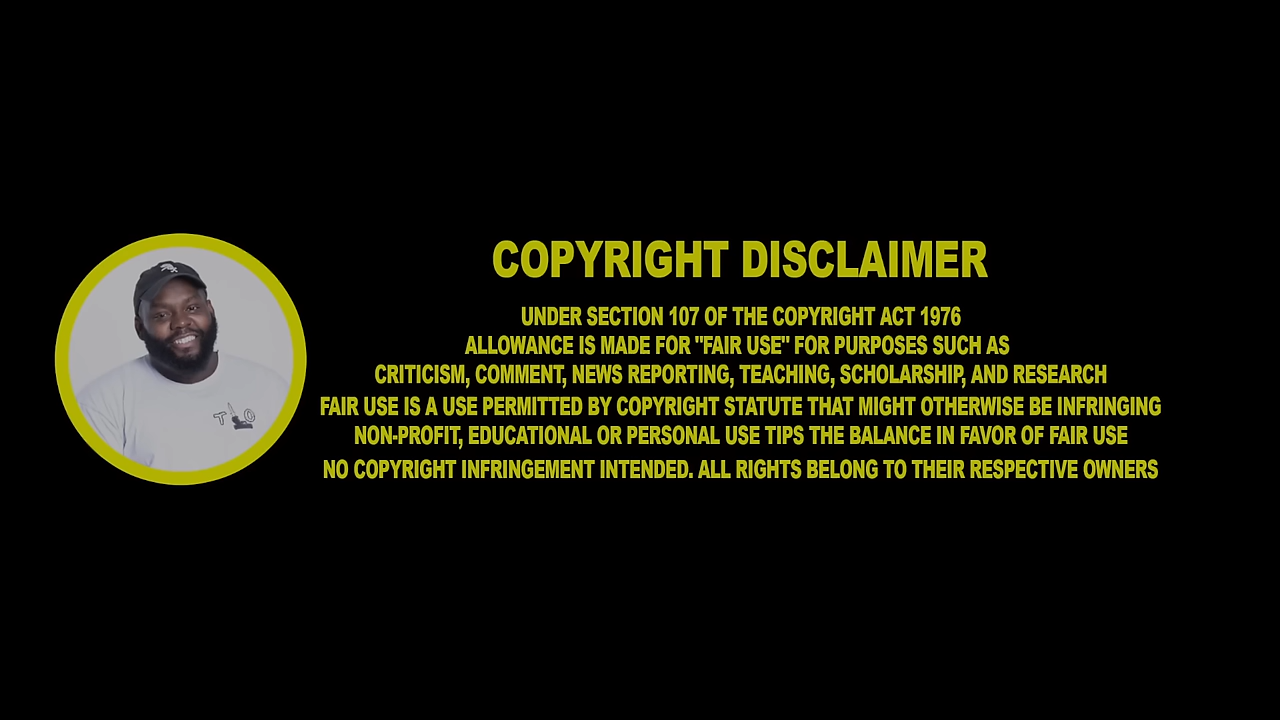 COPYRIGHT DISCLAIMER
UNDER SECTION 107 OF THE COPYRIGHT ACT 1976
ALLOWANCE IS MADE FOR "FAIR USE" FOR PURPOSES SUCH AS
CRITICISM, COMMENT, NEWS REPORTING, TEACHING, SCHOLARSHIP, AND RESEARCH
FAIR USE IS A USE PERMITTED BY COPYRIGHT STATUTE THAT MIGHT OTHERWISE BE INFRINGING
NON-PROFIT, EDUCATIONAL OR PERSONAL USE TIPS THE BALANCE IN FAVOR OF FAIR USE
NO COPYRIGHT INFRINGEMENT INTENDED. ALL RIGHTS BELONG TO THEIR RESPECTIVE OWNERS